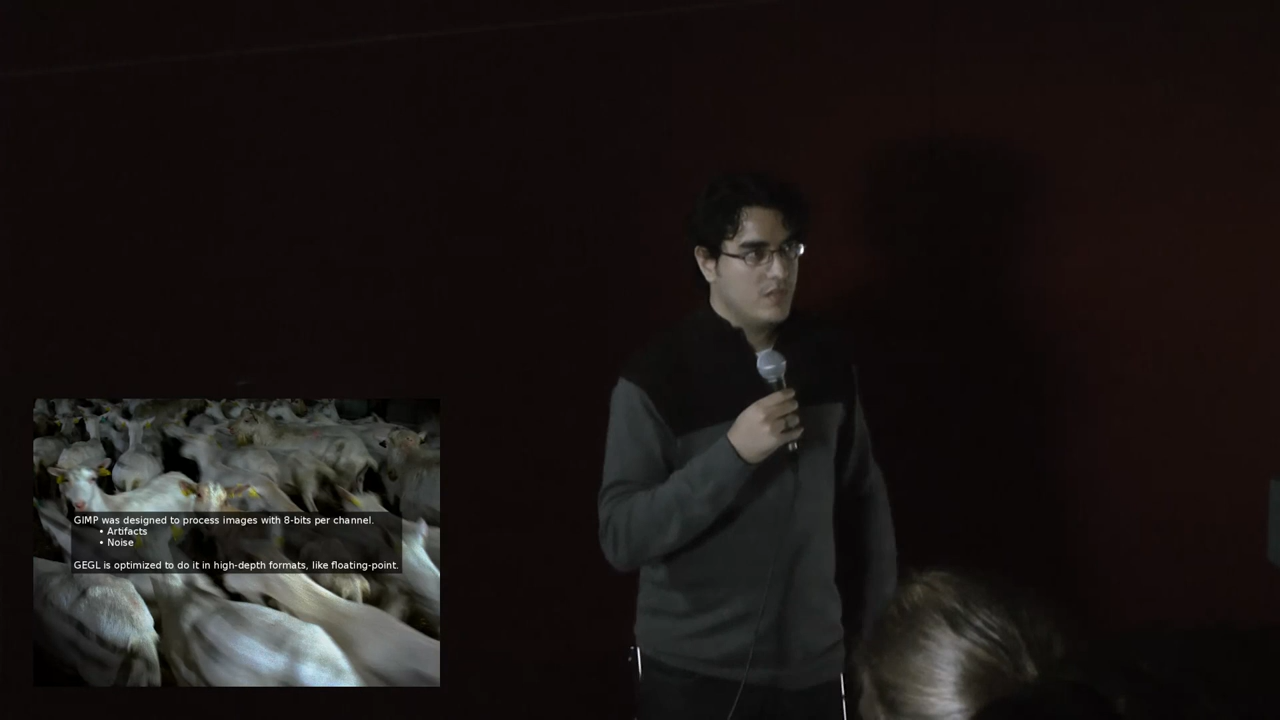 GIMP was designed to process images with 8-bits per channel.
• Artifacts
• Noise
GEGL is optimized to do it in high-depth formats, like floating-point.